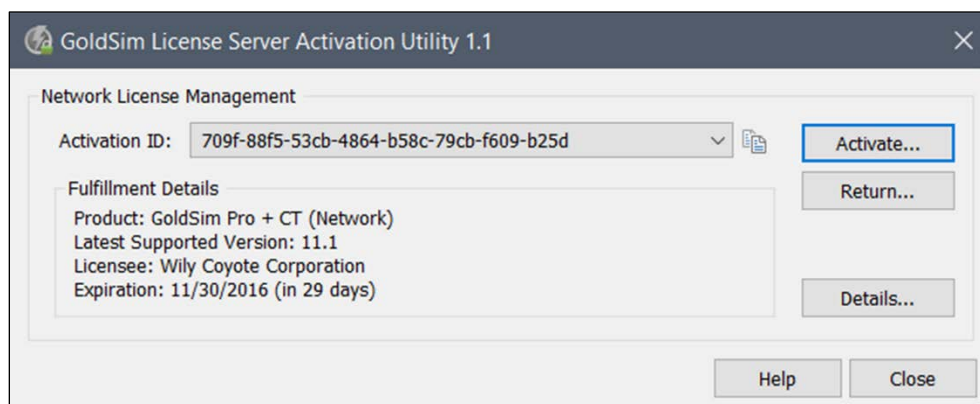 GoldSim License Server Activation Utility 1.1
Network License Management
Activation ID: 709f-88f5-53cb-4864-b58c-79cb-f609-b25d
Activate...
Fulfillment Details
Return...
Product: GoldSim Pro + CT (Network)
Latest Supported Version: 11.1
Licensee: Wily Coyote Corporation
Expiration: 11/30/2016 (in 29 days)
Details...
Help Close